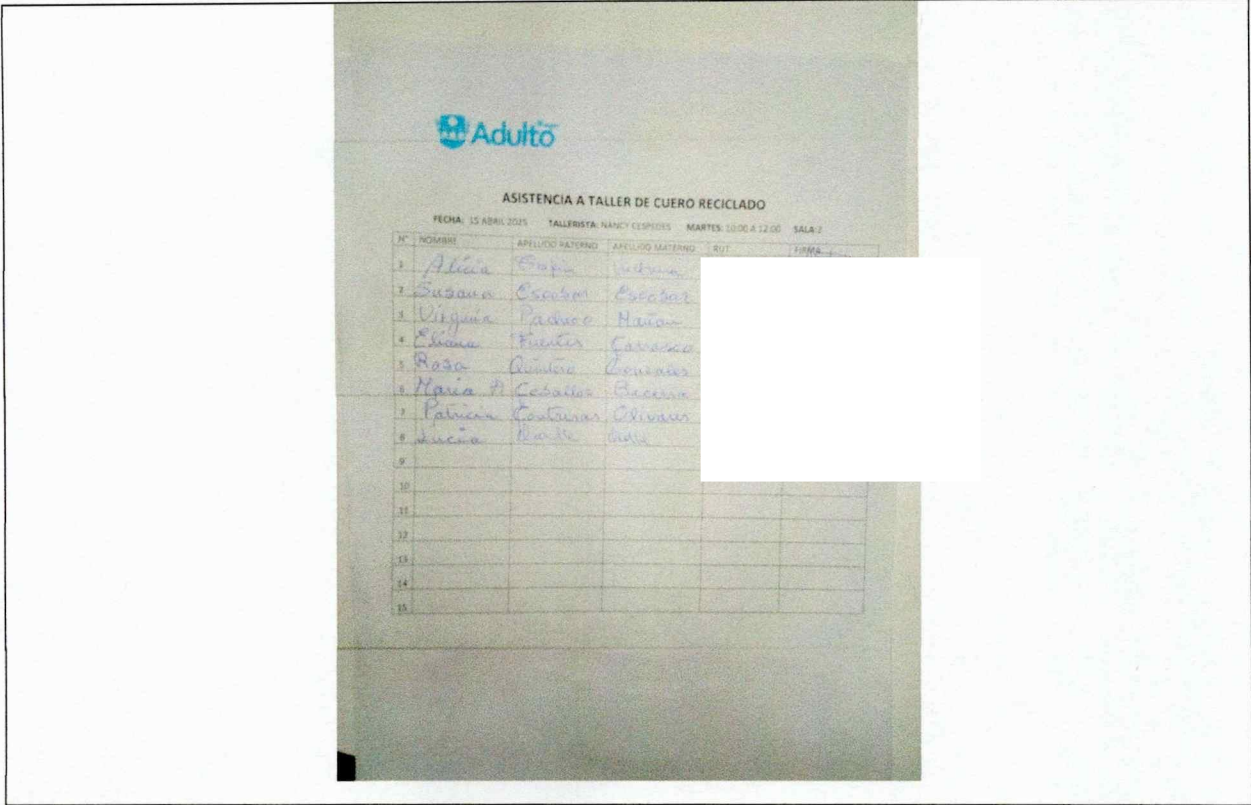 Adulto
ASISTENCIA A TALLER DE CUERO RECICLADO
FECHA: 15 ABRIL 2025 TALLERISTA: NANCY CESPEDES MARTES: 10:00 A 12:00 SALA 2
N° NOMBRE APELLIDO PATERNO APELLIDO MATERNO RUT FIRMA
1 Alicia
2 Susana Escobar Escobar
3 Virginia Pacheco
4 Eliana Fuentes Carrasco
5 Rosa Quintero Gonzales
6 Maria A Ceballos Becerra
7 Patricia Contreras Olivares
8 Lucia
9
10
11
12
13
14
15